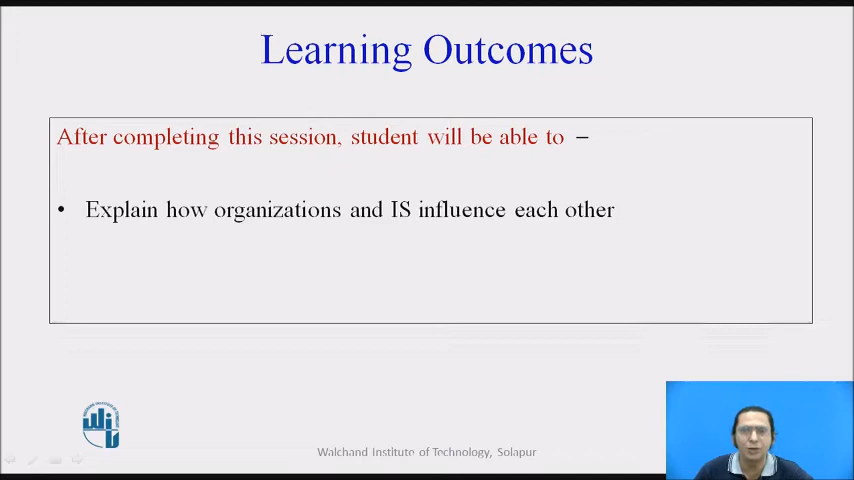 Learning Outcomes
After completing this session, student will be able to –
• Explain how organizations and IS influence each other
Walchand Institute of Technology, Solapur